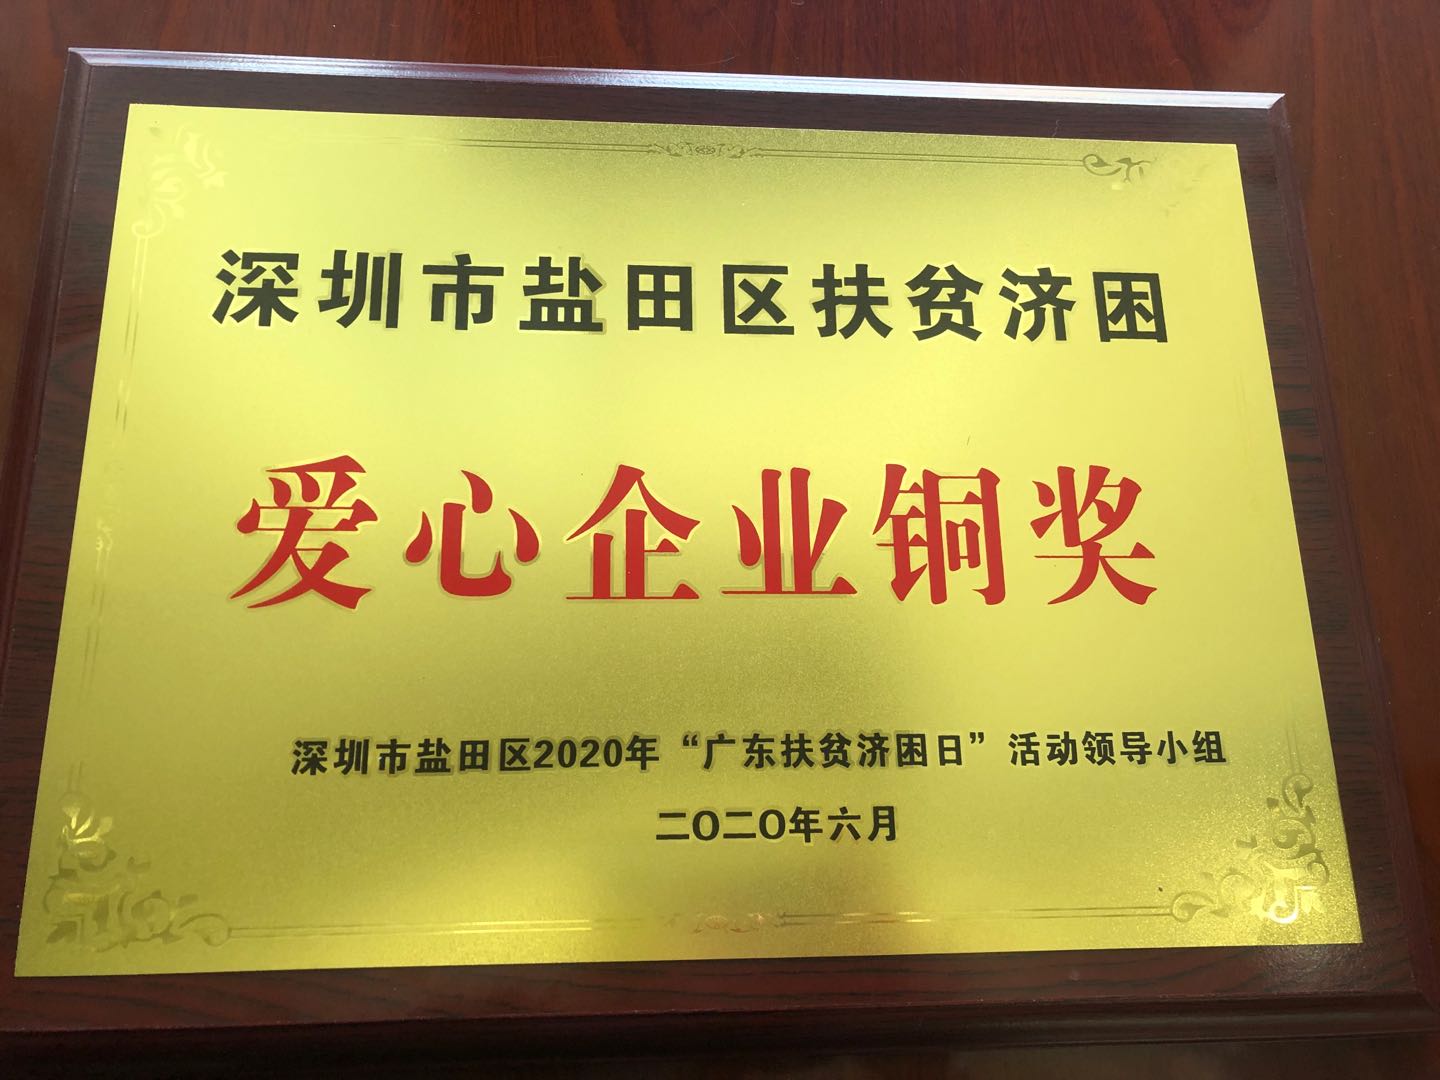 深圳市盐田区扶贫济困
爱心企业铜奖
深圳市盐田区2020年“广东扶贫济困日”活动领导小组
二〇二〇年六月